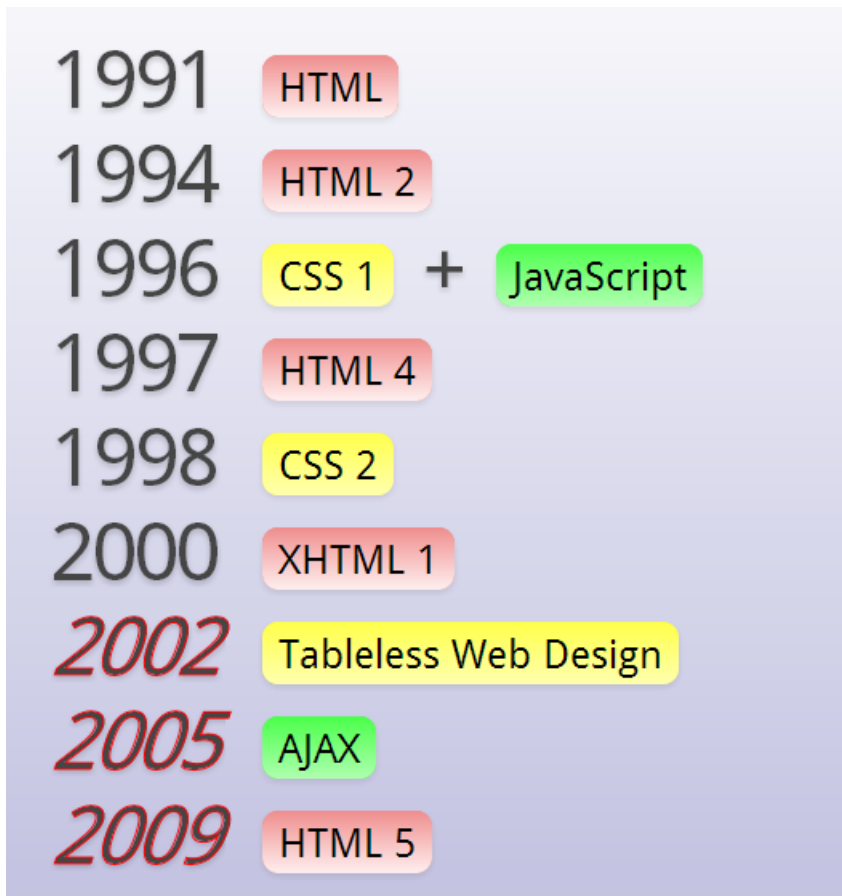 1991 HTML
1994 HTML 2
1996 CSS 1 + JavaScript
1997 HTML 4
1998 CSS 2
2000 XHTML 1
2002 Tableless Web Design
2005 AJAX
2009 HTML 5